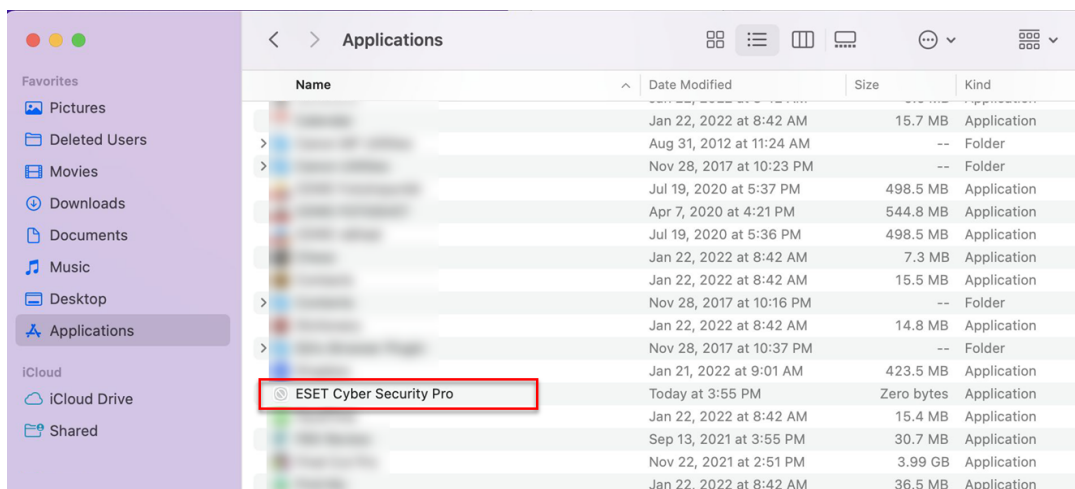 Applications
Favorites
Pictures
Deleted Users
Movies
Downloads
Documents
Music
Desktop
Applications
iCloud
iCloud Drive
Shared
Name Date Modified Size Kind
Jan 22, 2022 at 8:42 AM 15.7 MB Application
Aug 31, 2012 at 11:24 AM -- Folder
Nov 28, 2017 at 10:23 PM -- Folder
Jul 19, 2020 at 5:37 PM 498.5 MB Application
Apr 7, 2020 at 4:21 PM 544.8 MB Application
Jul 19, 2020 at 5:36 PM 498.5 MB Application
Jan 22, 2022 at 8:42 AM 7.3 MB Application
Jan 22, 2022 at 8:42 AM 15.5 MB Application
Nov 28, 2017 at 10:16 PM -- Folder
Jan 22, 2022 at 8:42 AM 14.8 MB Application
Nov 28, 2017 at 10:37 PM -- Folder
Jan 21, 2022 at 9:01 AM 423.5 MB Application
ESET Cyber Security Pro Today at 3:55 PM Zero bytes Application
Jan 22, 2022 at 8:42 AM 15.4 MB Application
Sep 13, 2021 at 3:55 PM 30.7 MB Application
Nov 22, 2021 at 2:51 PM 3.99 GB Application
Jan 22, 2022 at 8:42 AM 36.5 MB Application